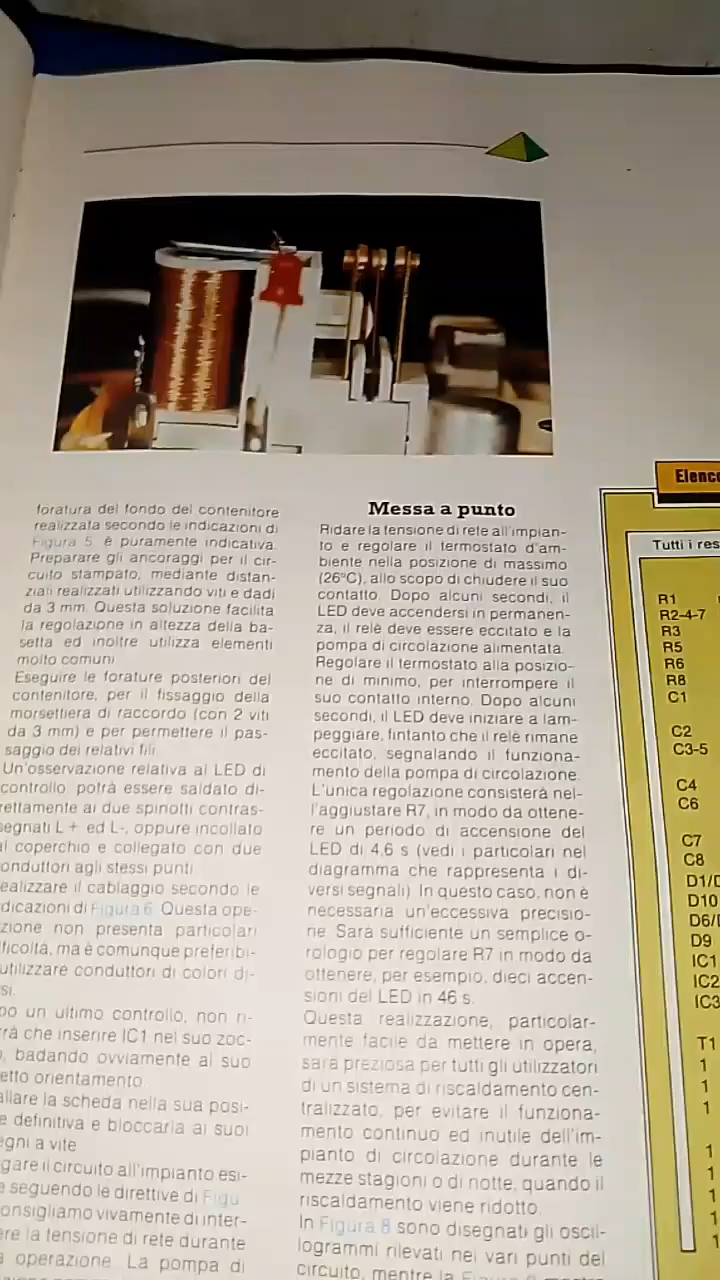 foratura del fondo del contenitore
realizzata secondo le indicazioni di
Figura 5 è puramente indicativa.
Preparare gli ancoraggi per il cir-
cuito stampato, mediante distan-
ziali realizzati utilizzando viti e dadi
da 3 mm. Questa soluzione facilita
la regolazione in altezza della ba-
setta ed inoltre utilizza elementi
molto comuni
Eseguire le forature posteriori del
contenitore, per il fissaggio della
morsettiera di raccordo (con 2 viti
da 3 mm) e per permettere il pas-
saggio dei relativi fili.
Un'osservazione relativa al LED di
controllo: potrà essere saldato di-
rettamente ai due spinotti contras-
segnati L+ ed L-, oppure incollato
al coperchio e collegato con due
conduttori agli stessi punti.
ealizzare il cablaggio secondo le
dicazioni di Figura 6. Questa ope-
zione non presenta particolari
fficoltà, ma è comunque preferibi-
utilizzare conduttori di colori di-
si.
po un ultimo controllo, non ri-
rrà che inserire IC1 nel suo zoc-
, badando ovviamente al suo
etto orientamento
allare la scheda nella sua posi-
e definitiva e bloccarla ai suoi
egni a vite
gare il circuito all'impianto esi-
e seguendo le direttive di Figu
onsigliamo vivamente di inter-
ere la tensione di rete durante
a operazione. La pompa di
Messa a punto
Ridare la tensione di rete all'impian-
to e regolare il termostato d'am-
biente nella posizione di massimo
(26°C), allo scopo di chiudere il suo
contatto. Dopo alcuni secondi, il
LED deve accendersi in permanen-
za, il relè deve essere eccitato e la
pompa di circolazione alimentata.
Regolare il termostato alla posizio-
ne di minimo, per interrompere il
suo contatto interno. Dopo alcuni
secondi, il LED deve iniziare a lam-
peggiare, fintanto che il relè rimane
eccitato, segnalando il funziona-
mento della pompa di circolazione.
L'unica regolazione consisterà nel-
l'aggiustare R7, in modo da ottene-
re un periodo di accensione del
LED di 4,6 s (vedi i particolari nel
diagramma che rappresenta i di-
versi segnali). In questo caso, non è
necessaria un'eccessiva precisio-
ne. Sarà sufficiente un semplice o-
rologio per regolare R7 in modo da
ottenere, per esempio, dieci accen-
sioni del LED in 46 s.
Questa realizzazione, particolar-
mente facile da mettere in opera,
sarà preziosa per tutti gli utilizzatori
di un sistema di riscaldamento cen-
tralizzato, per evitare il funziona-
mento continuo ed inutile dell'im-
pianto di circolazione durante le
mezze stagioni o di notte, quando il
riscaldamento viene ridotto.
In Figura 8 sono disegnati gli oscil-
logrammi rilevati nei vari punti del
circuito, mentre la
Elenco
Tutti i res
R1
R2-4-7
R3
R5
R6
R8
C1
C2
C3-5
C4
C6
C7
C8
D1/D
D10
D6/D
D9
IC1
IC2
IC3
T1
1
1
1
1
1
1
1
1